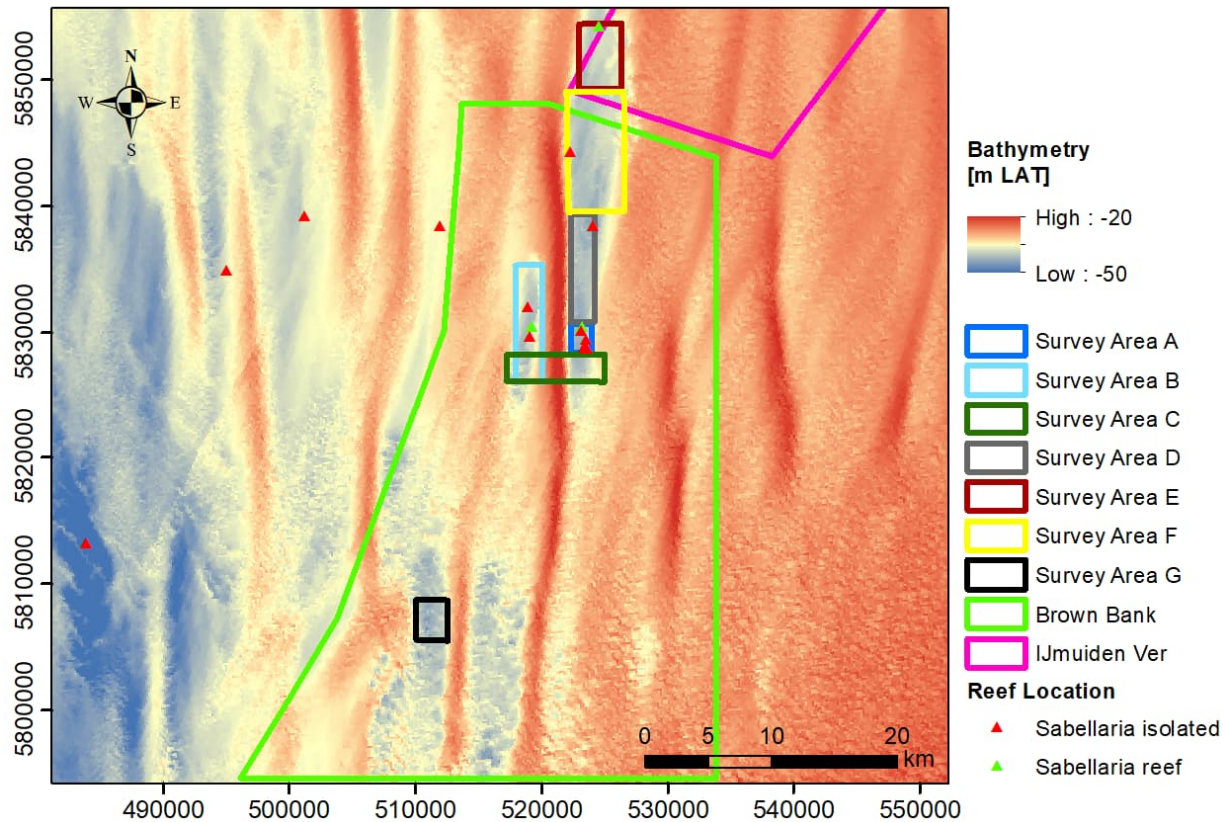 5850000
5840000
5830000
5820000
5810000
5800000
N
W
E
S
0 5 10 20
km
490000 500000 510000 520000 530000 540000 550000
Bathymetry
[m LAT]
High : -20
Low : -50
Survey Area A
Survey Area B
Survey Area C
Survey Area D
Survey Area E
Survey Area F
Survey Area G
Brown Bank
IJmuiden Ver
Reef Location
Sabellaria isolated
Sabellaria reef